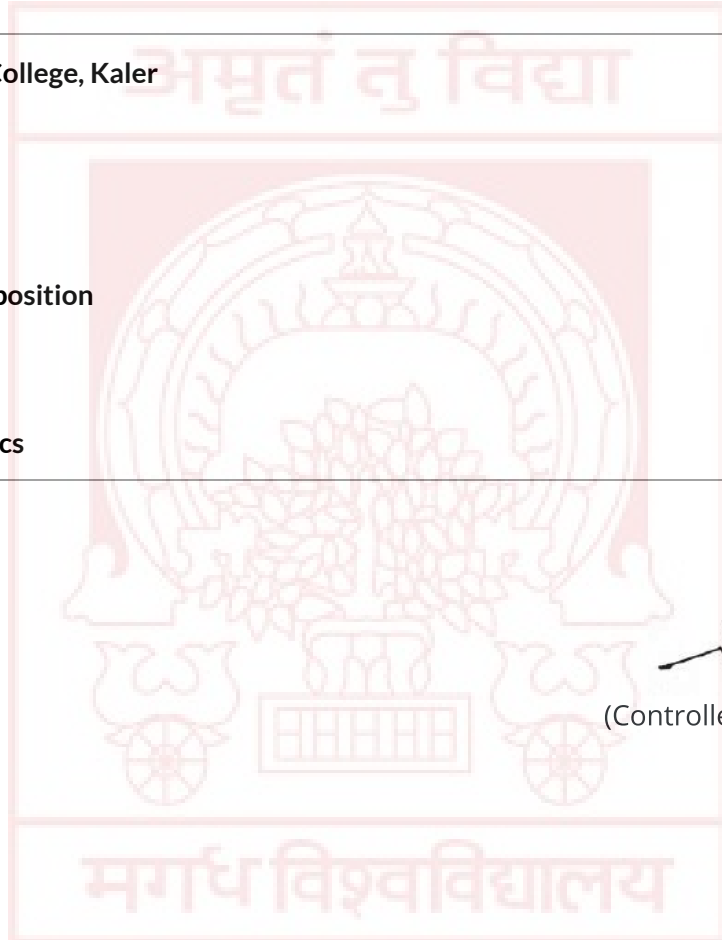 अमृतं तु विद्या
College, Kaler
position
cs
(Controlle
मगध विश्वविद्यालय